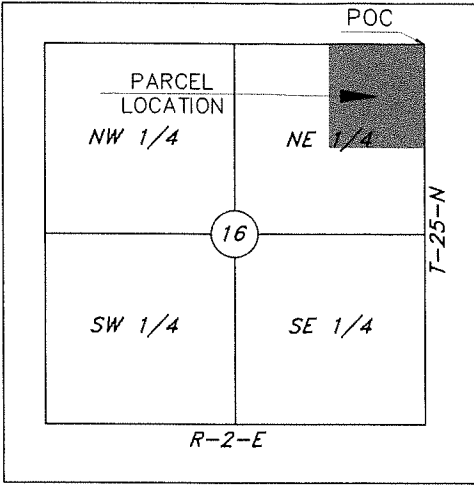 POC
PARCEL
LOCATION
NW 1/4
NE 1/4
T-25-N
16
SW 1/4
SE 1/4
R-2-E